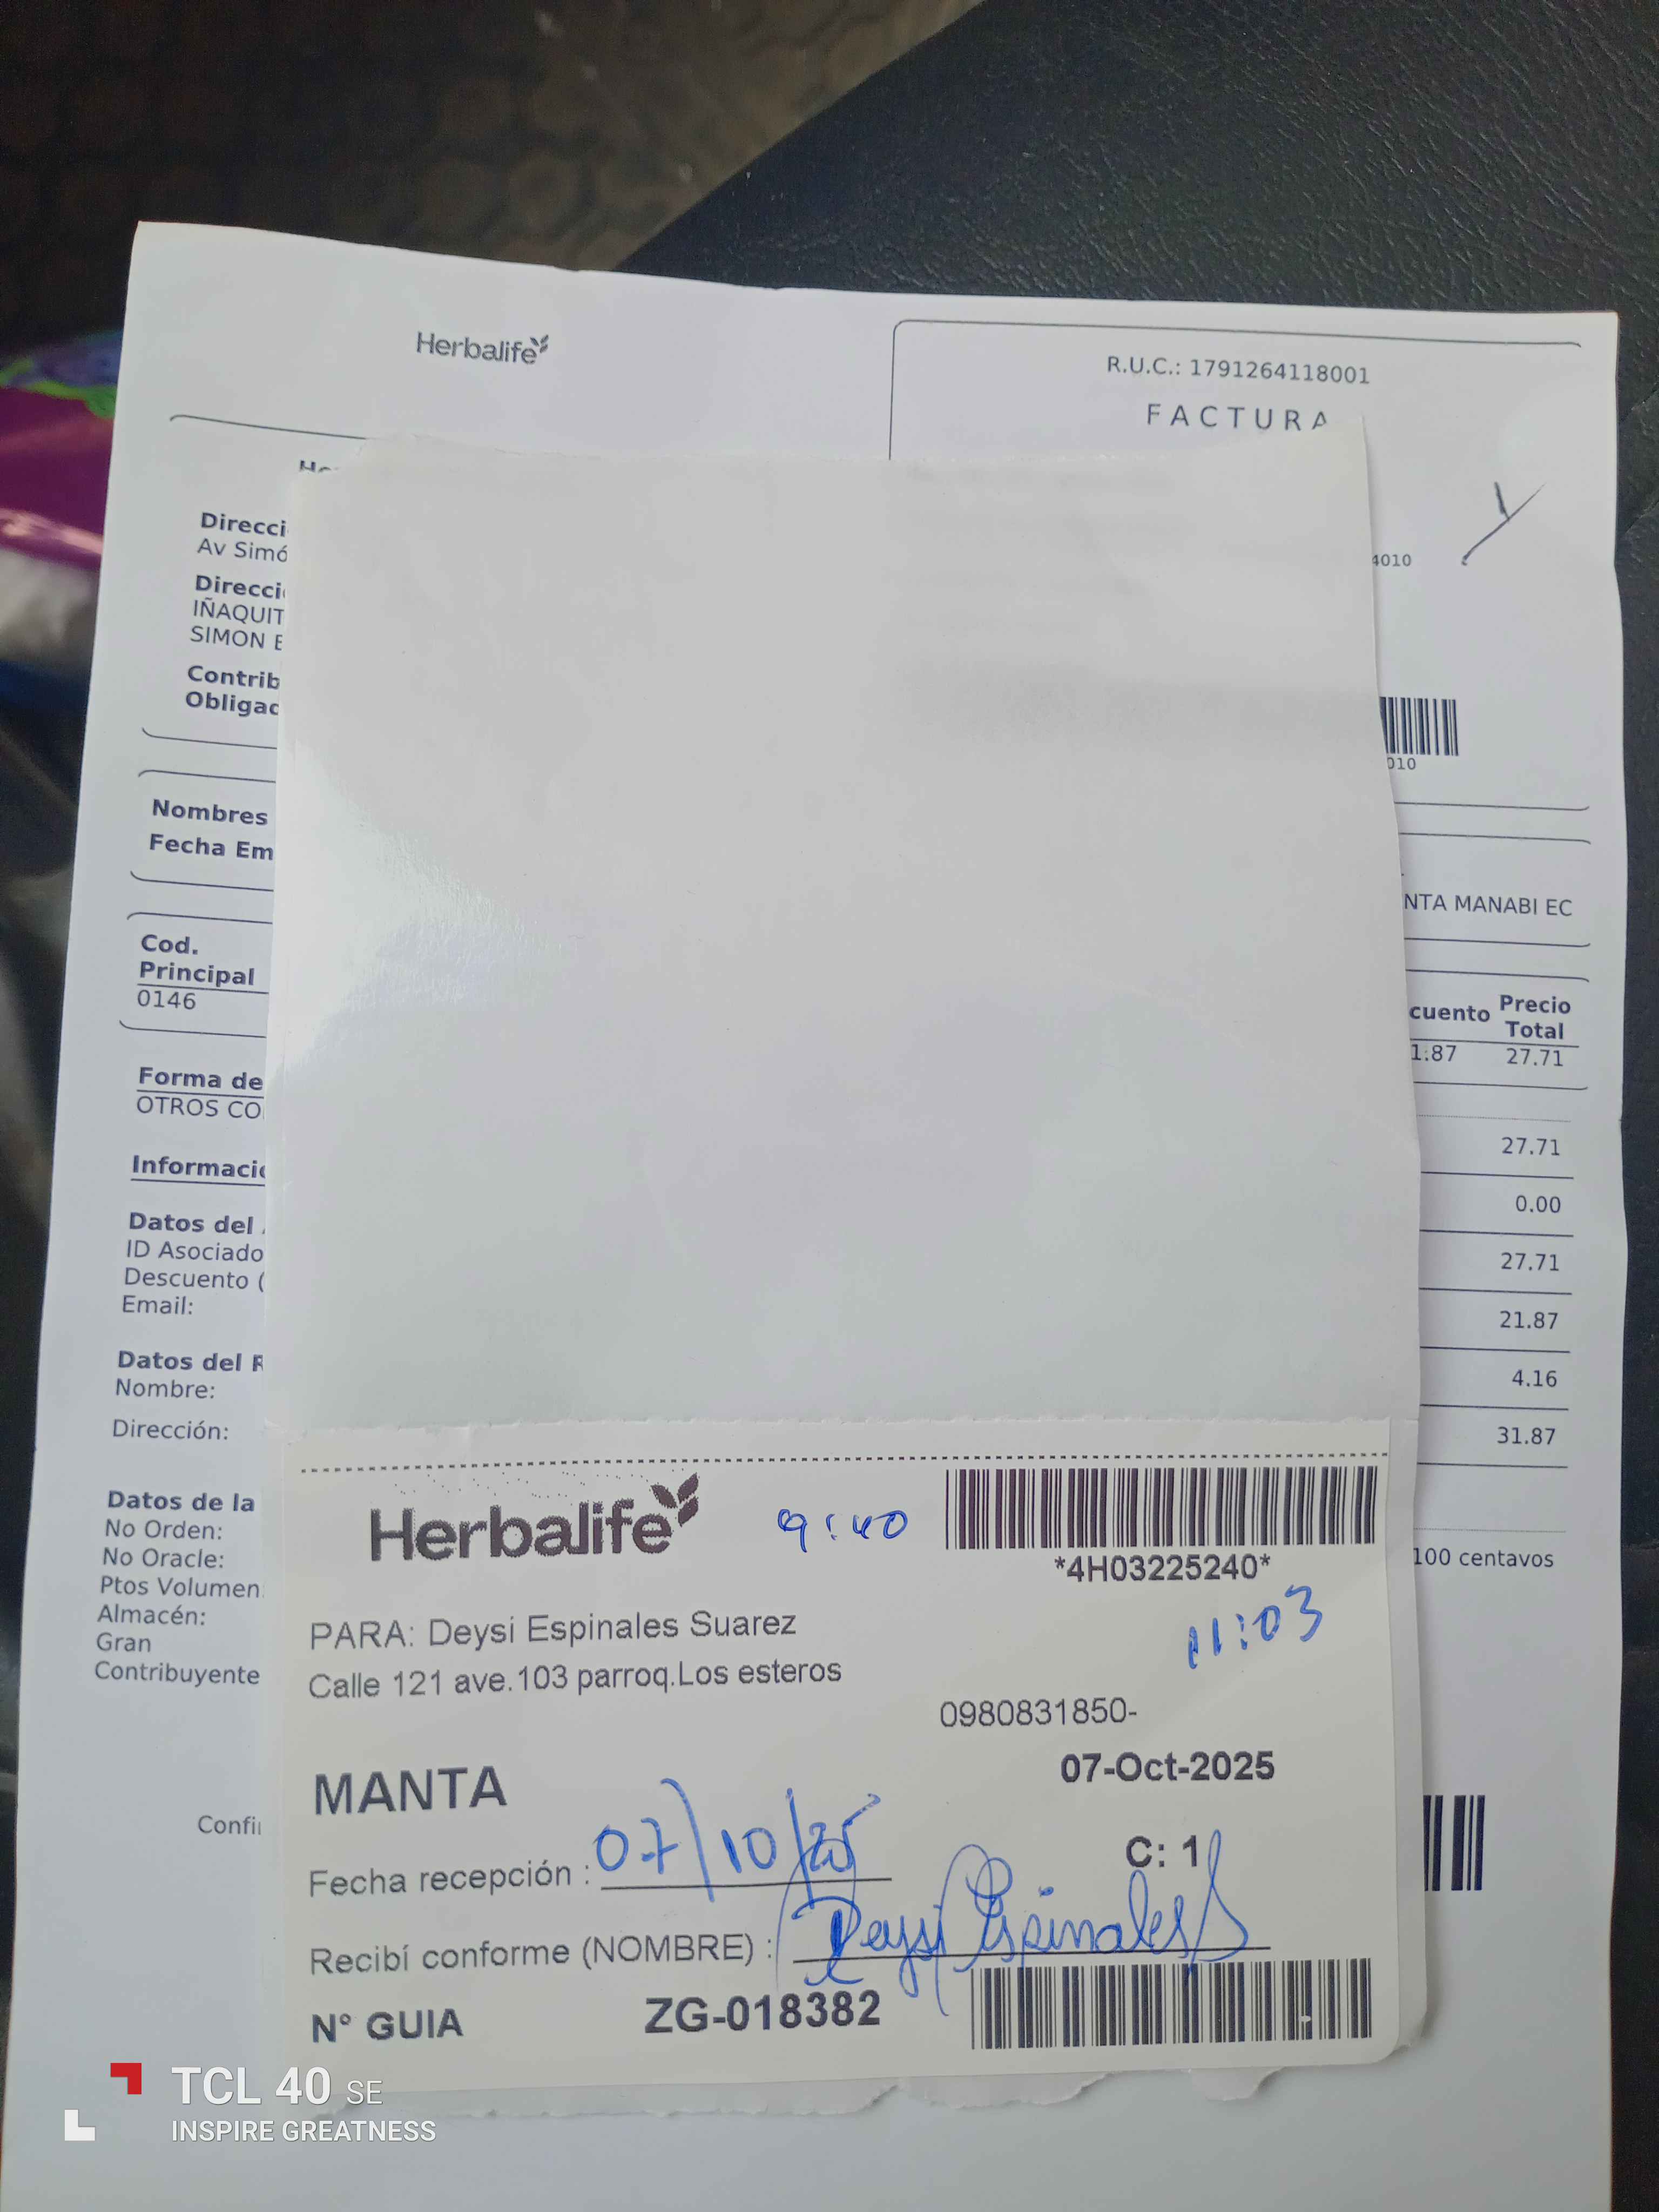 Herbalife
R.U.C.: 1791264118001
FACTURA
Direcci
Av Simó
4010
Direcci
IÑAQUIT
SIMON
Contrib
Obligac
010
Nombres
Fecha Em
NTA MANABI EC
Cod.
Principal
cuento Precio
Total
0146
1.87 27.71
Forma de
OTROS CO
27.71
Informaci
0.00
Datos del
ID Asociado
27.71
Descuento (
Email:
21.87
Datos del
Nombre:
4.16
Dirección:
31.87
Datos de la
No Orden:
No Oracle:
100 centavos
Ptos Volumen
Almacén:
Gran
Contribuyente
Confi
Herbalife 9:40
*4H03225240*
11:03
PARA: Deysi Espinales Suarez
Calle 121 ave.103 parroq.Los esteros
0980831850-
MANTA 07-Oct-2025
Fecha recepción : 07/10/25 C: 1
Recibí conforme (NOMBRE) : Deysi Espinales S
N° GUIA ZG-018382
TCL 40 SE
INSPIRE GREATNESS